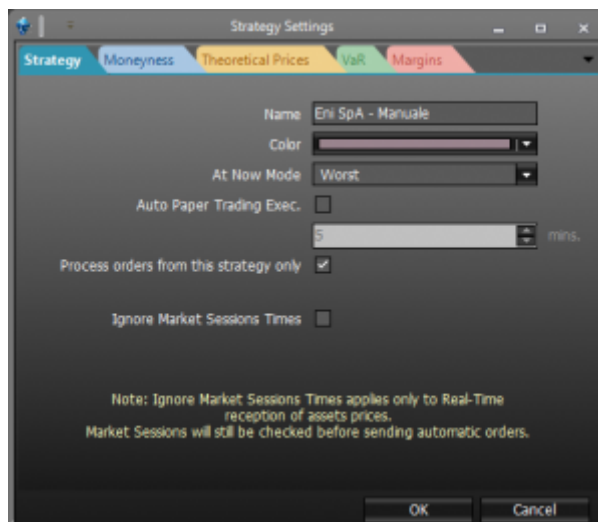 Strategy Settings
Strategy Moneyness Theoretical Prices VaR Margins
Name Eni SpA - Manuale
Color
At Now Mode Worst
Auto Paper Trading Exec.
5 mins.
Process orders from this strategy only
Ignore Market Sessions Times
Note: Ignore Market Sessions Times applies only to Real-Time
reception of assets prices.
Market Sessions will still be checked before sending automatic orders.
OK Cancel